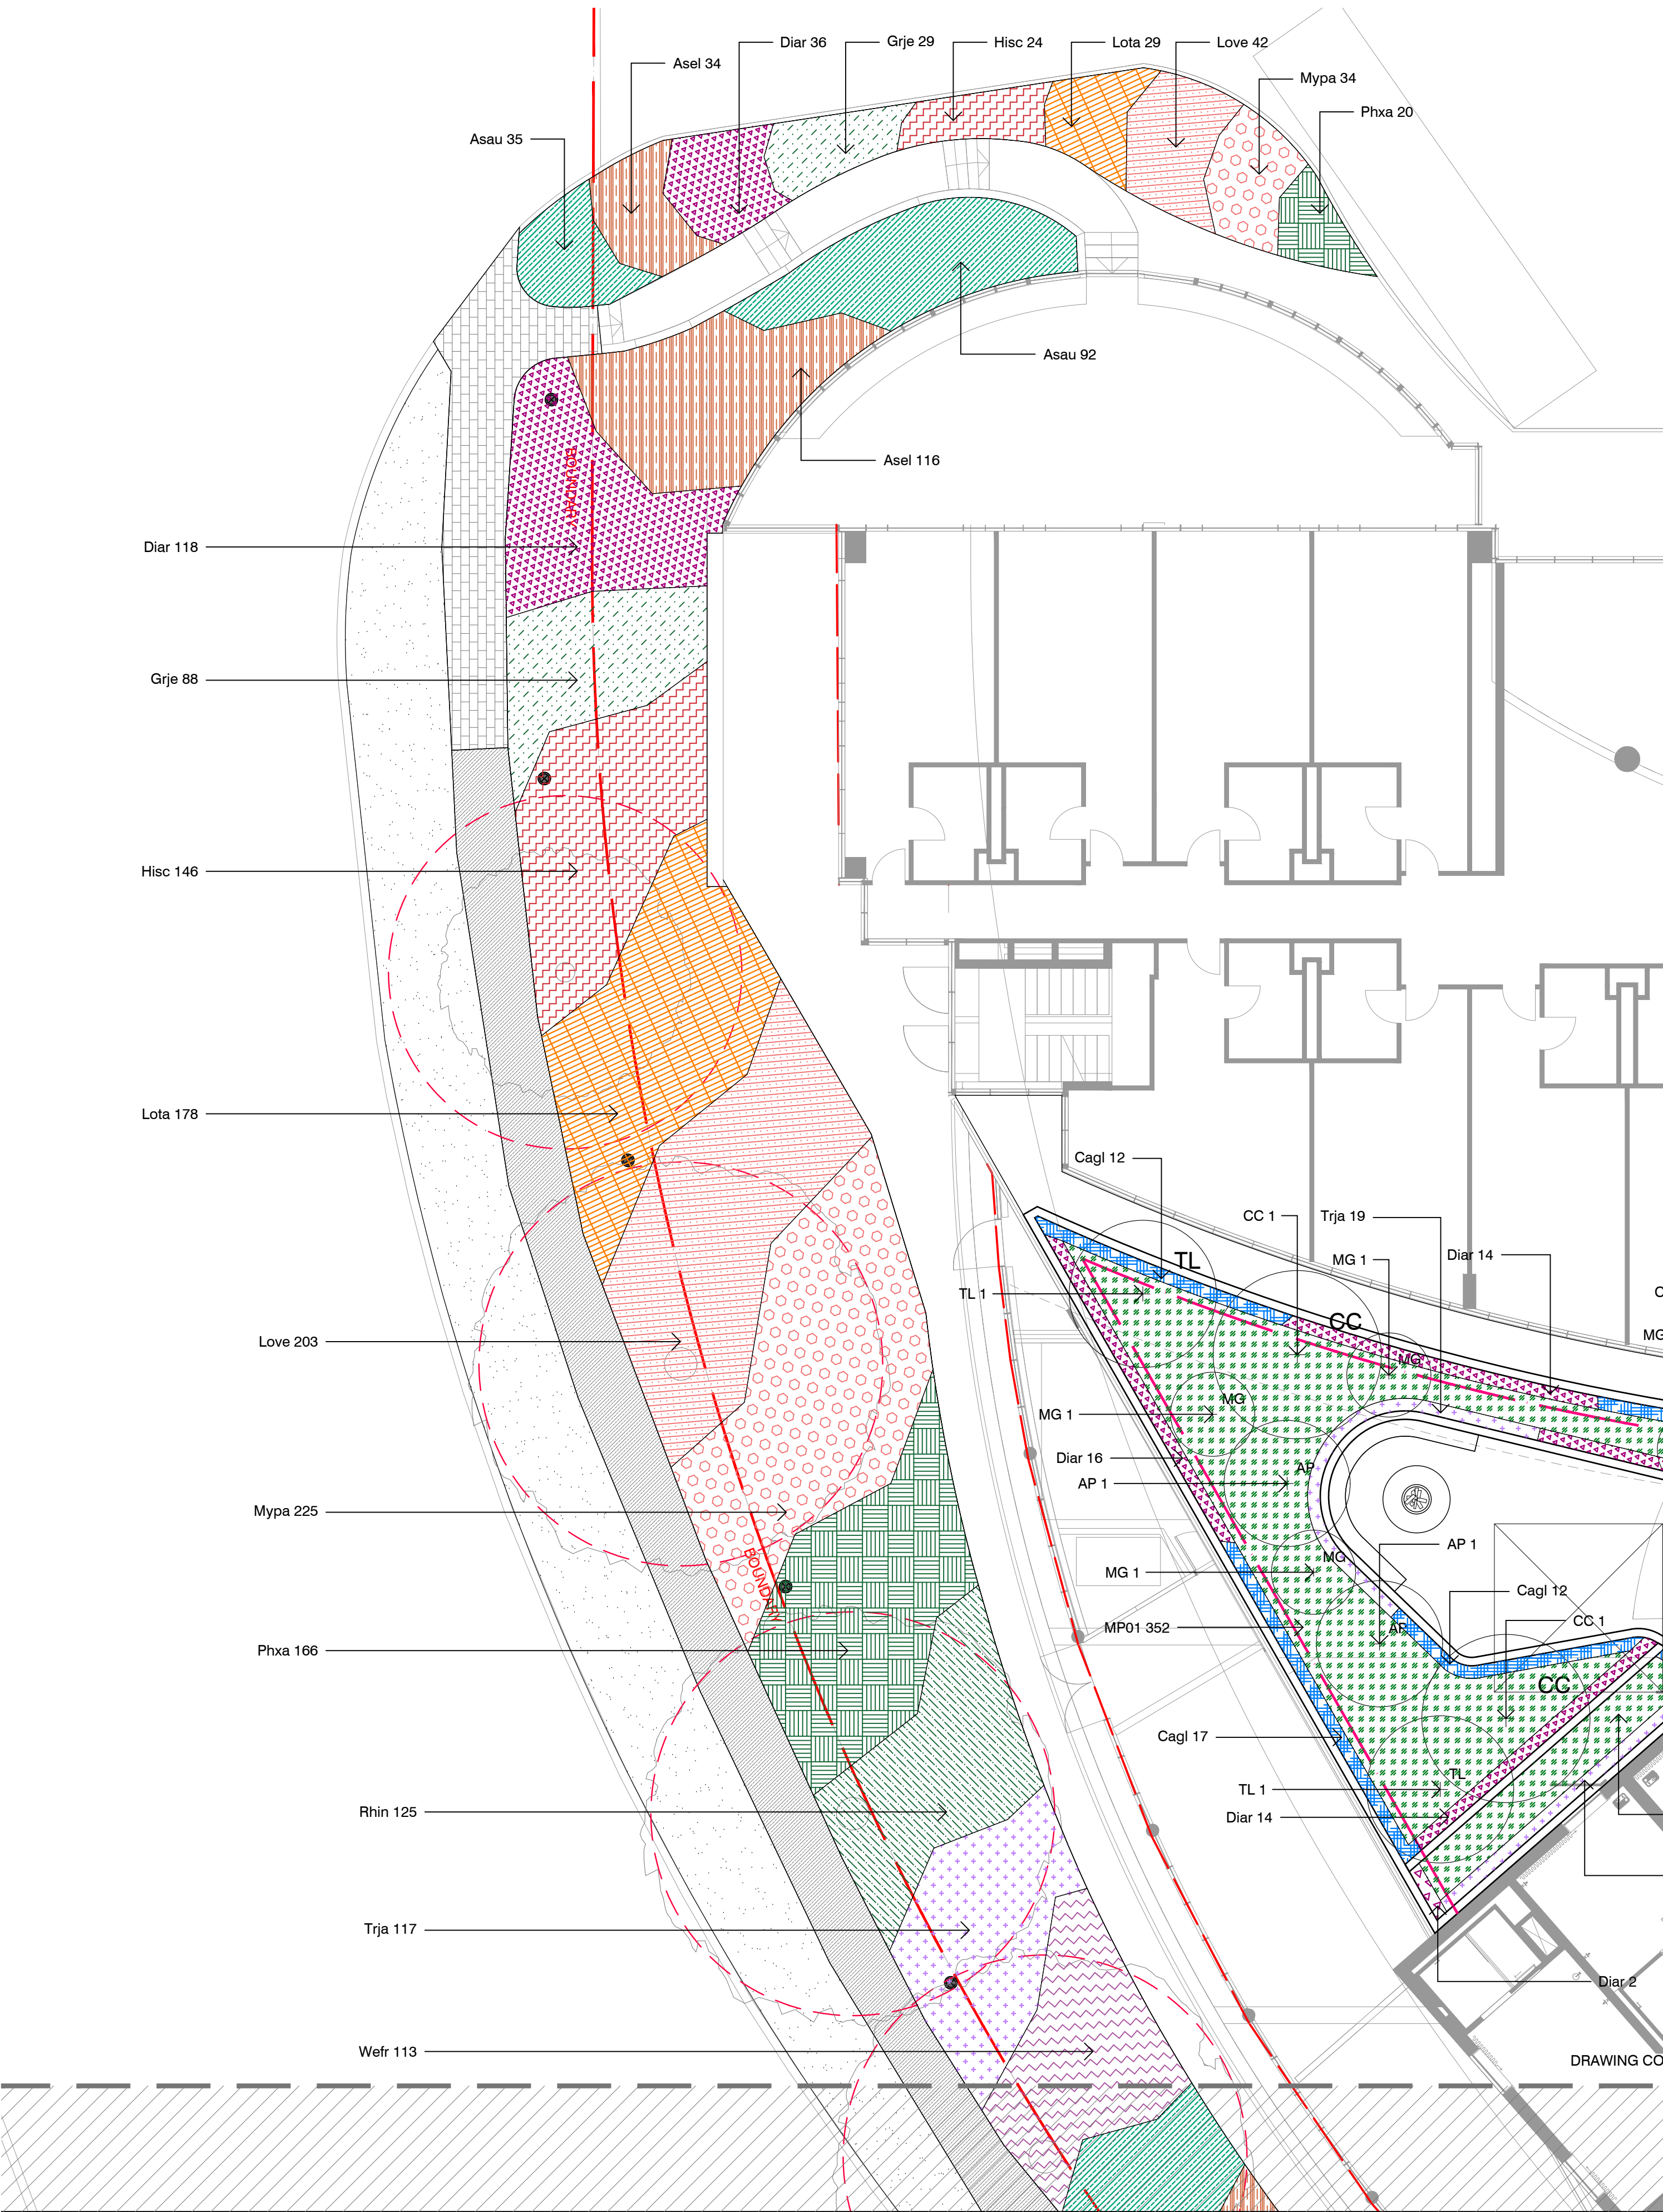 Diar 36
Grje 29
Hisc 24
Lota 29
Love 42
Asel 34
Mypa 34
Phxa 20
Asau 35
Asau 92
Asel 116
BOUNDARY
Diar 118
Grje 88
Hisc 146
Lota 178
Cagl 12
CC 1
Trja 19
MG 1
Diar 14
TL
TL 1
CC
Love 203
MG
MG
MG 1
Diar 16
AP
AP 1
Mypa 225
BOUNDARY
AP 1
MG
MG 1
Cagl 12
CC 1
MP01 352
AP
Phxa 166
CC
Cagl 17
TL
TL 1
Rhin 125
Diar 14
Trja 117
Diar 2
Wefr 113
DRAWING CO